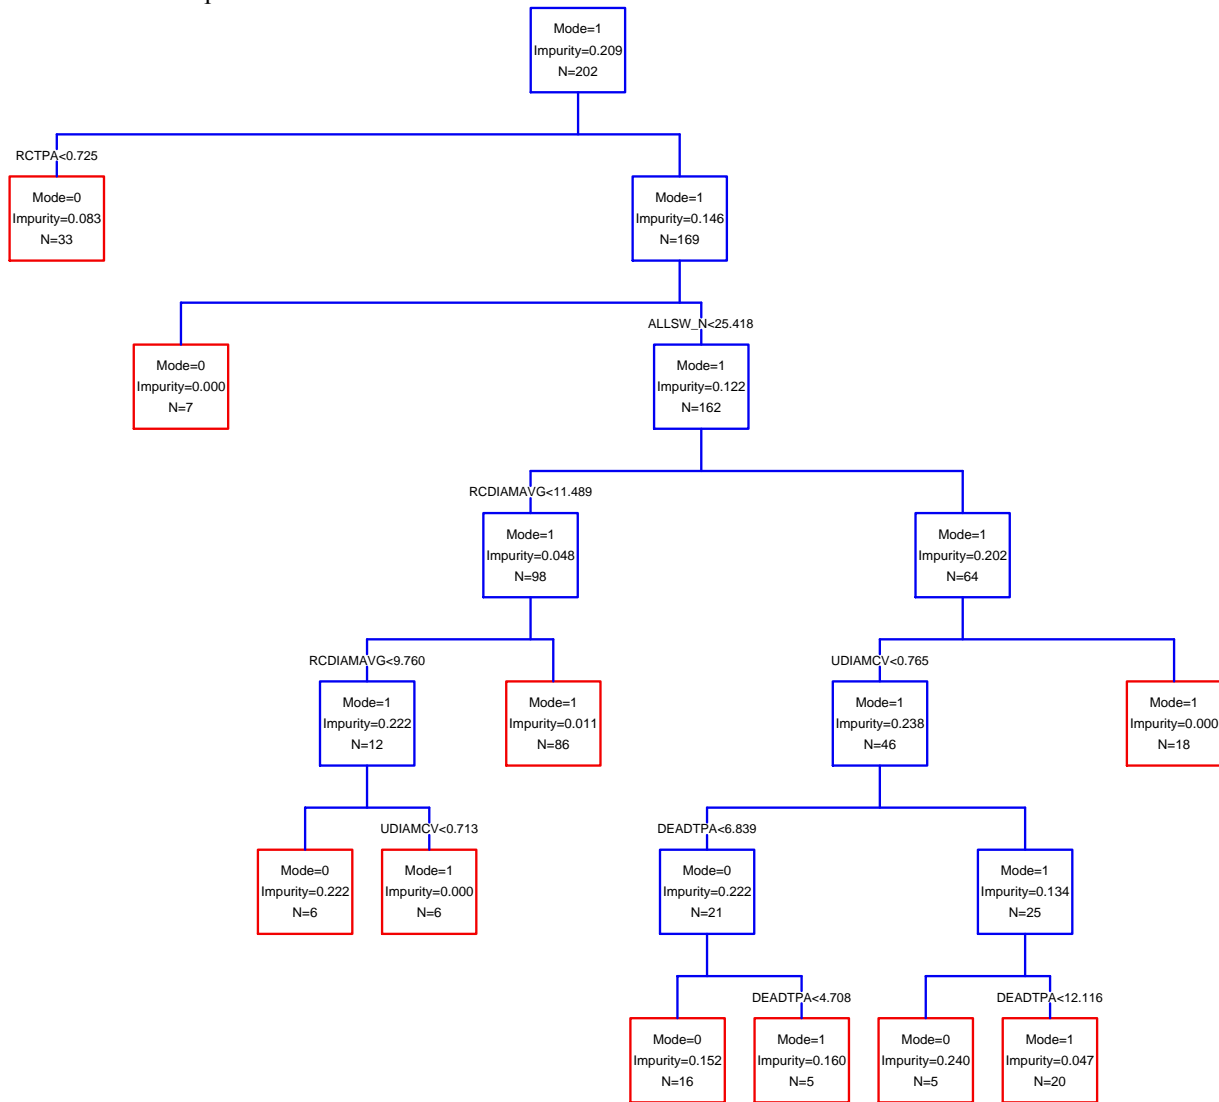 Mode=1
Impurity=0.209
N=202
RCTPA<0.725
Mode=0
Impurity=0.083
N=33
Mode=1
Impurity=0.146
N=169
ALLSW_N<25.418
Mode=0
Impurity=0.000
N=7
Mode=1
Impurity=0.122
N=162
RCDIAMAVG<11.489
Mode=1
Impurity=0.048
N=98
Mode=1
Impurity=0.202
N=64
RCDIAMAVG<9.760
UDIAMCV<0.765
Mode=1
Impurity=0.222
N=12
Mode=1
Impurity=0.011
N=86
Mode=1
Impurity=0.238
N=46
Mode=1
Impurity=0.000
N=18
UDIAMCV<0.713
DEADTPA<6.839
Mode=0
Impurity=0.222
N=6
Mode=1
Impurity=0.000
N=6
Mode=0
Impurity=0.222
N=21
Mode=1
Impurity=0.134
N=25
DEADTPA<4.708
DEADTPA<12.116
Mode=0
Impurity=0.152
N=16
Mode=1
Impurity=0.160
N=5
Mode=0
Impurity=0.240
N=5
Mode=1
Impurity=0.047
N=20